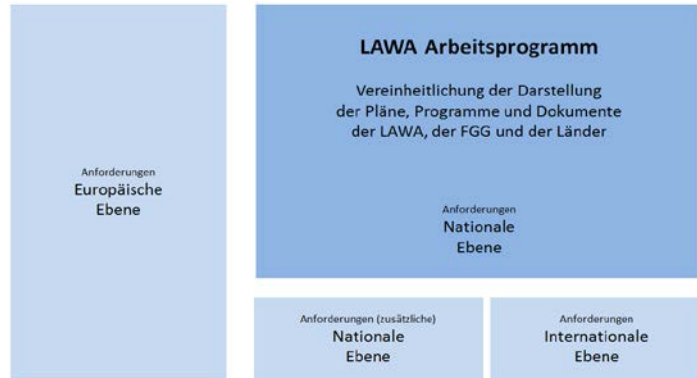 Anforderungen
Europäische
Ebene
LAWA Arbeitsprogramm
Vereinheitlichung der Darstellung
der Pläne, Programme und Dokumente
der LAWA, der FGG und der Länder
Anforderungen
Nationale
Ebene
Anforderungen (zusätzliche)
Nationale
Ebene
Anforderungen
Internationale
Ebene